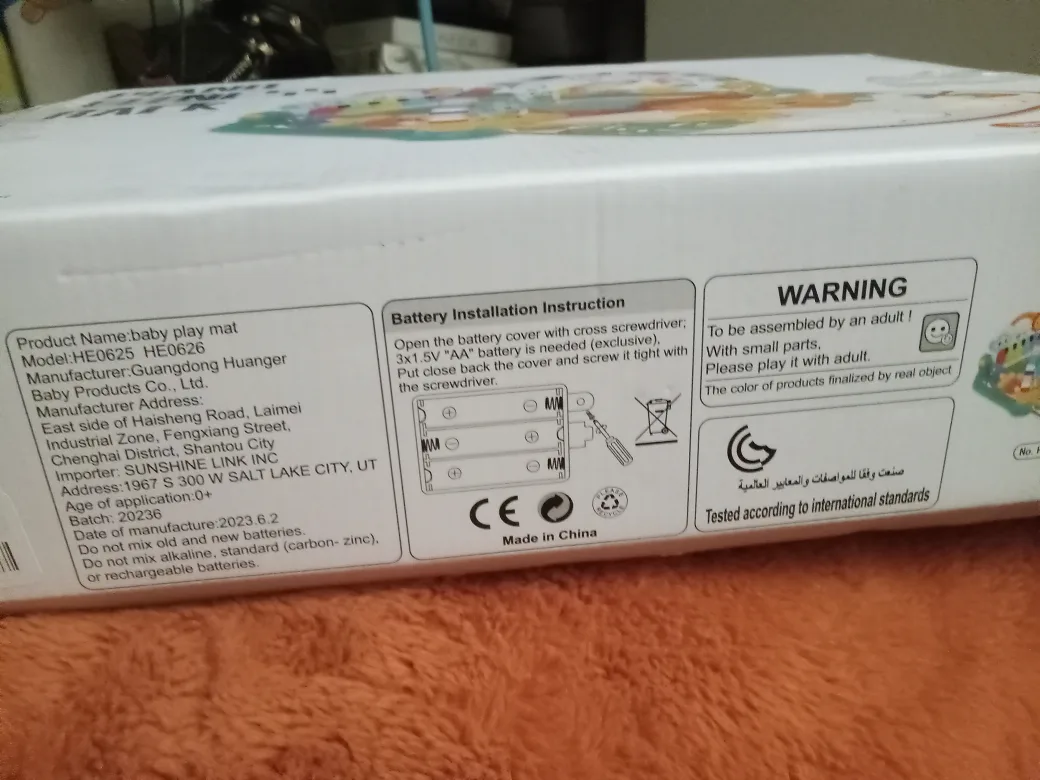 Product Name:baby play mat
Model:HE0625 HE0626
Manufacturer:Guangdong Huanger
Baby Products Co., Ltd.
Manufacturer Address:
East side of Haisheng Road, Laimei
Industrial Zone, Fengxiang Street,
Chenghai District, Shantou City
Importer: SUNSHINE LINK INC
Address:1967 S 300 W SALT LAKE CITY, UT
Age of application:0+
Batch: 20236
Date of manufacture:2023.6.2
Do not mix old and new batteries.
Do not mix alkaline, standard (carbon- zinc),
or rechargeable batteries.
Battery Installation Instruction
Open the battery cover with cross screwdriver;
3x1.5V "AA" battery is needed (exclusive),
Put close back the cover and screw it tight with
the screwdriver.
CE
PLEASE
RECYCLE
Made in China
WARNING
To be assembled by an adult !
With small parts,
Please play it with adult.
The color of products finalized by real object
صنعت وفقا للمواصفات والمعايير العالمية
Tested according to international standards
No.